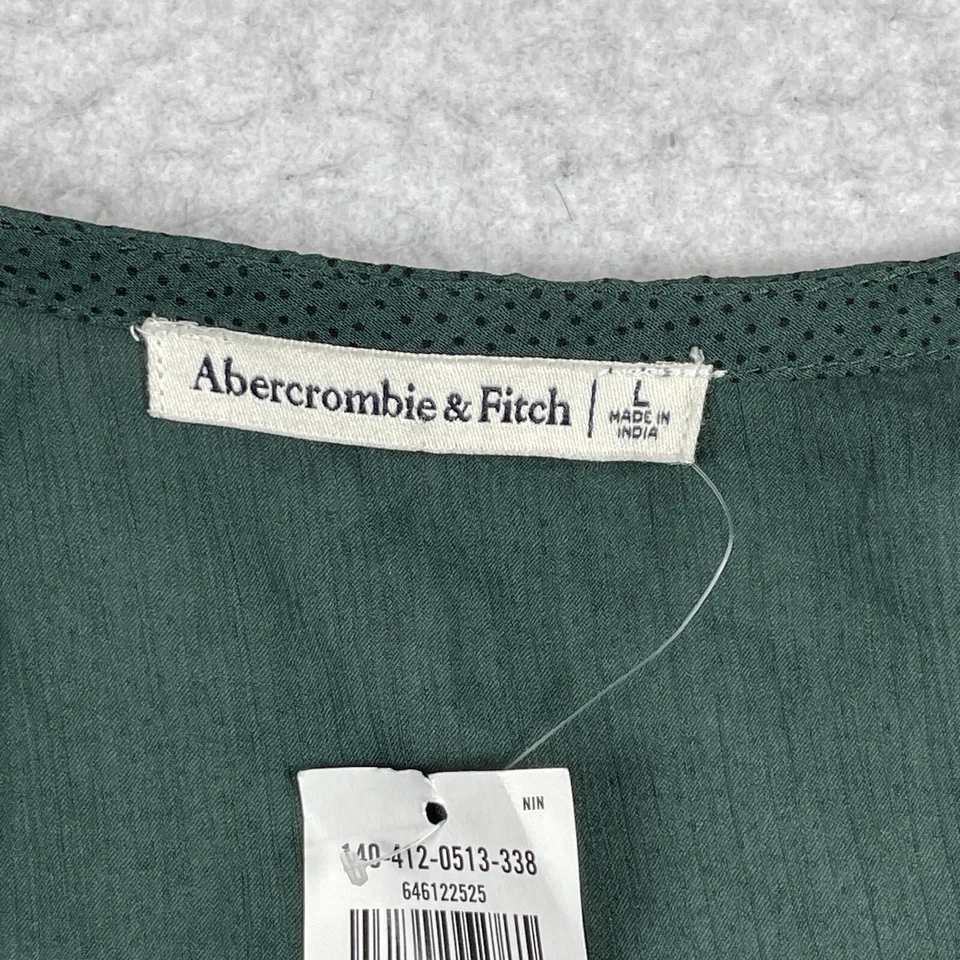 Abercrombie & Fitch | L
MADE IN
INDIA
NIN
140-412-0513-338
646122525